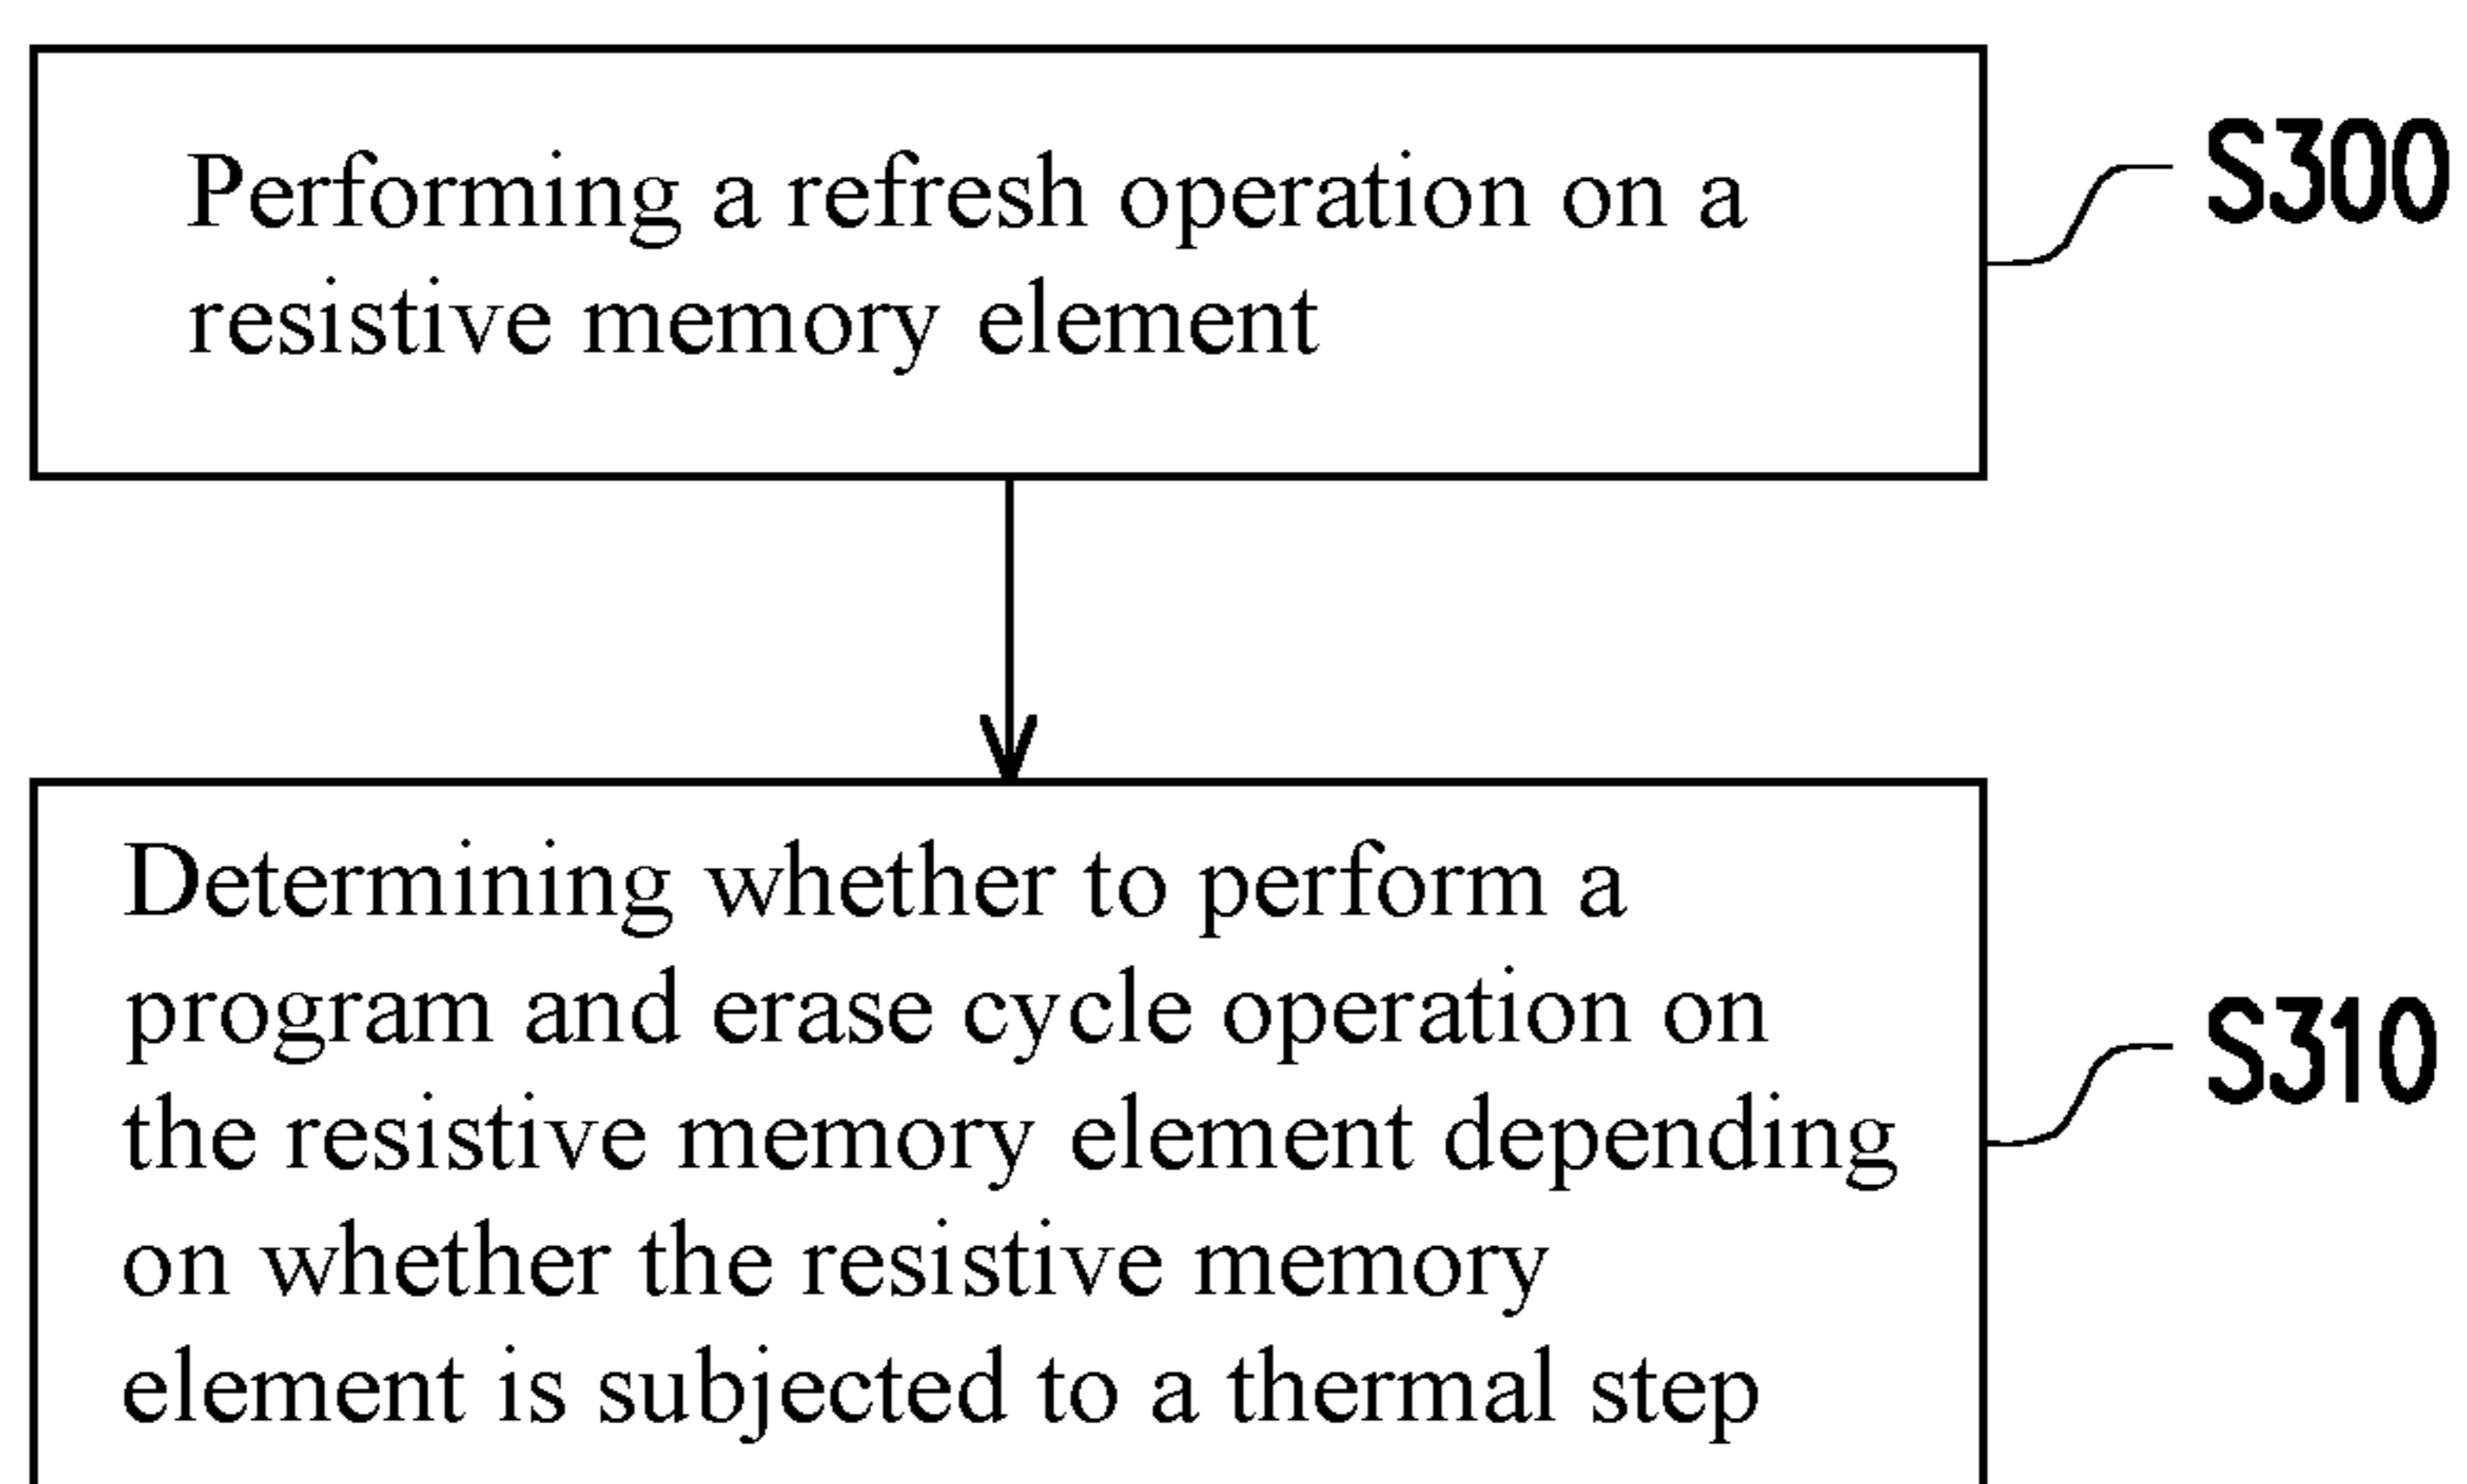 Performing a refresh operation on a
resistive memory element
S300
Determining whether to perform a
program and erase cycle operation on
the resistive memory element depending
on whether the resistive memory
element is subjected to a thermal step
S310